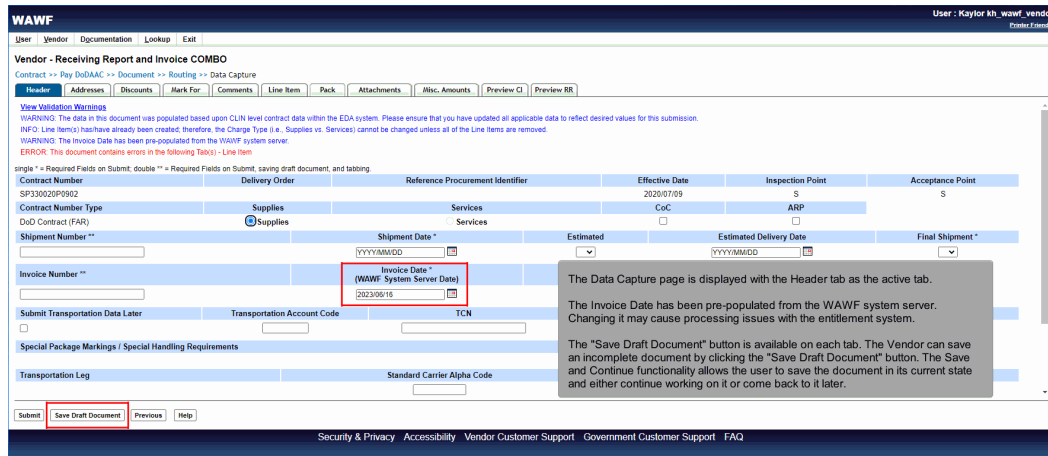 WAWF
User : Kaylor kh_wawf_vendo
Printer Friend
User Vendor Documentation Lookup Exit
Vendor - Receiving Report and Invoice COMBO
Contract >> Pay DoDAAC >> Document >> Routing >> Data Capture
Header Addresses Discounts Mark For Comments Line Item Pack Attachments Misc. Amounts Preview CI Preview RR
View Validation Warnings
WARNING: The data in this document was populated based upon CLIN level contract data within the EDA system. Please ensure that you have updated all applicable data to reflect desired values for this submission.
INFO: Line Item(s) has/have already been created; therefore, the Charge Type (i.e., Supplies vs. Services) cannot be changed unless all of the Line Items are removed.
WARNING: The Invoice Date has been pre-populated from the WAWF system server.
ERROR: This document contains errors in the following Tab(s) - Line Item
single * = Required Fields on Submit; double ** = Required Fields on Submit, saving draft document, and tabbing.
Contract Number Delivery Order Reference Procurement Identifier Effective Date Inspection Point Acceptance Point
SP330020P0902 2020/07/09 S S
Contract Number Type Supplies Services CoC ARP
DoD Contract (FAR) Supplies Services
Shipment Number ** Shipment Date * Estimated Estimated Delivery Date Final Shipment *
YYYY/MM/DD YYYY/MM/DD
Invoice Number ** Invoice Date *
(WAWF System Server Date)
2023/06/16
Submit Transportation Data Later Transportation Account Code TCN
Special Package Markings / Special Handling Requirements
Transportation Leg Standard Carrier Alpha Code
The Data Capture page is displayed with the Header tab as the active tab.
The Invoice Date has been pre-populated from the WAWF system server.
Changing it may cause processing issues with the entitlement system.
The "Save Draft Document" button is available on each tab. The Vendor can save
an incomplete document by clicking the "Save Draft Document" button. The Save
and Continue functionality allows the user to save the document in its current state
and either continue working on it or come back to it later.
Submit Save Draft Document Previous Help
Security & Privacy Accessibility Vendor Customer Support Government Customer Support FAQ